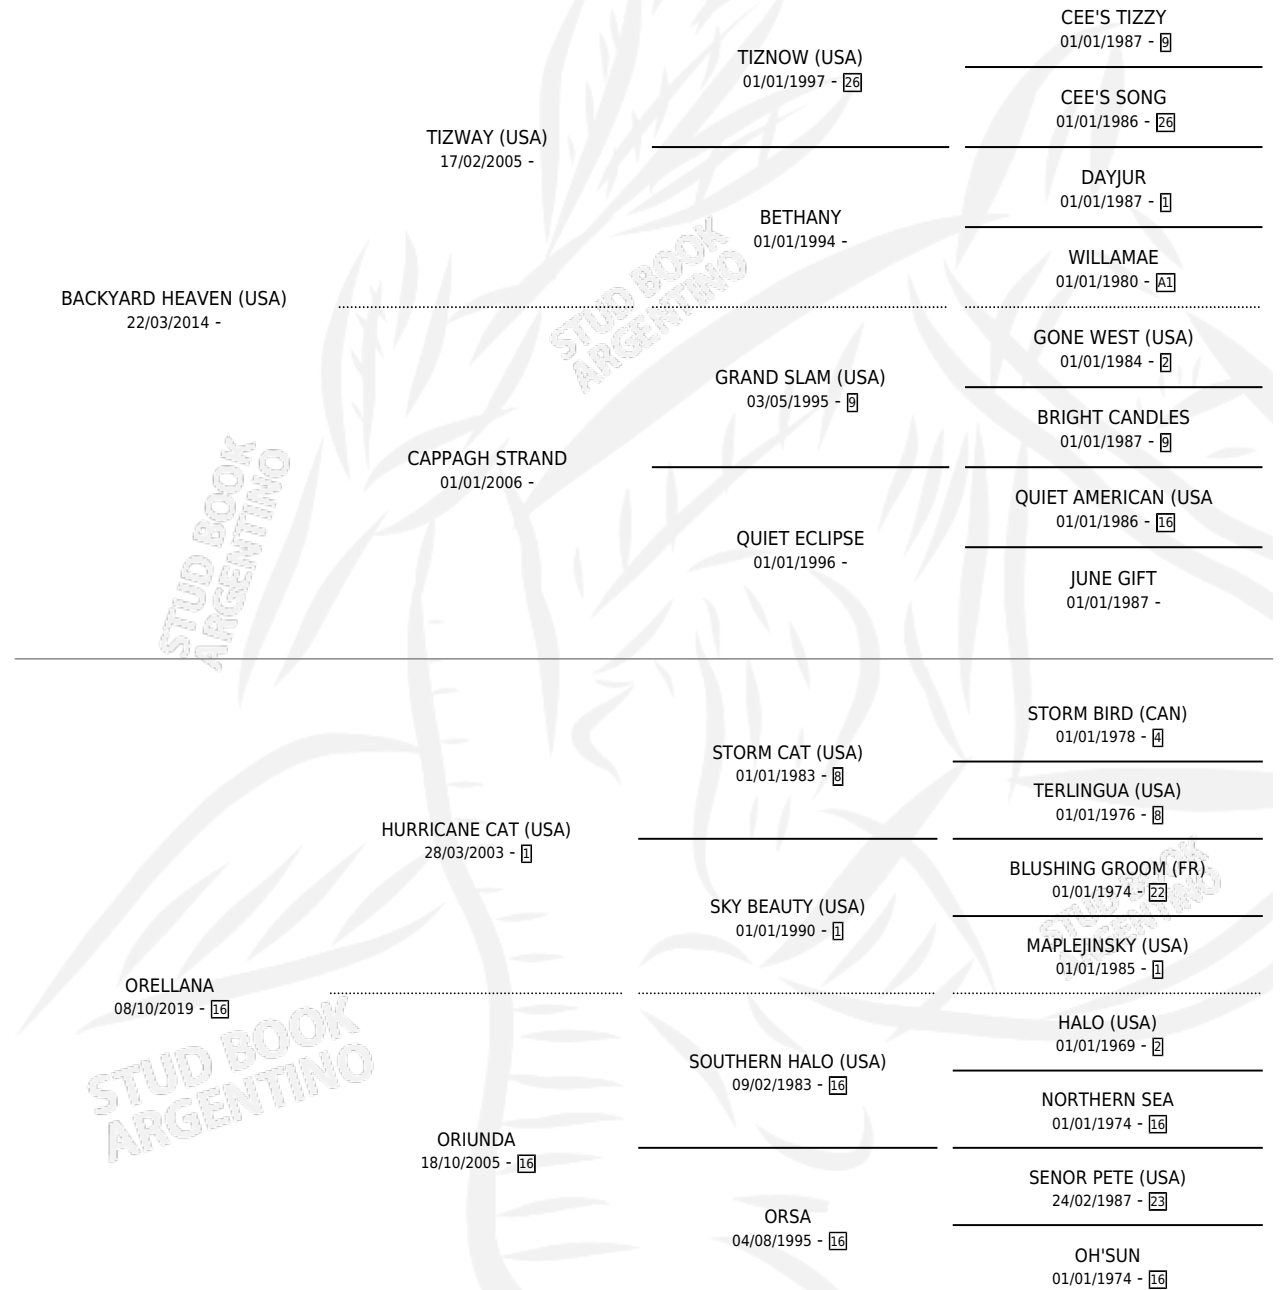 CEE'S TIZZY
01/01/1987 - 9
TIZNOW (USA)
01/01/1997 - 26
CEE'S SONG
01/01/1986 - 26
TIZWAY (USA)
17/02/2005 -
DAYJUR
01/01/1987 - 1
BETHANY
01/01/1994 -
WILLAMAE
01/01/1980 - A1
BACKYARD HEAVEN (USA)
22/03/2014 -
GONE WEST (USA)
01/01/1984 - 2
GRAND SLAM (USA)
03/05/1995 - 9
BRIGHT CANDLES
01/01/1987 - 9
CAPPAGH STRAND
01/01/2006 -
QUIET AMERICAN (USA
01/01/1986 - 16
QUIET ECLIPSE
01/01/1996 -
JUNE GIFT
01/01/1987 -
STUD BOOK
ARGENTINO
STUD BOOK
ARGENTINO
STORM BIRD (CAN)
01/01/1978 - 4
STORM CAT (USA)
01/01/1983 - 8
TERLINGUA (USA)
01/01/1976 - 8
HURRICANE CAT (USA)
28/03/2003 - 1
BLUSHING GROOM (FR)
01/01/1974 - 22
SKY BEAUTY (USA)
01/01/1990 - 1
MAPLEJINSKY (USA)
01/01/1985 - 1
ORELLANA
08/10/2019 - 16
HALO (USA)
01/01/1969 - 2
SOUTHERN HALO (USA)
09/02/1983 - 16
NORTHERN SEA
01/01/1974 - 16
ORIUNDA
18/10/2005 - 16
SENOR PETE (USA)
24/02/1987 - 23
ORSA
04/08/1995 - 16
OH'SUN
01/01/1974 - 16
STUD BOOK
ARGENTINO
STUD BOOK
ARGENTINO